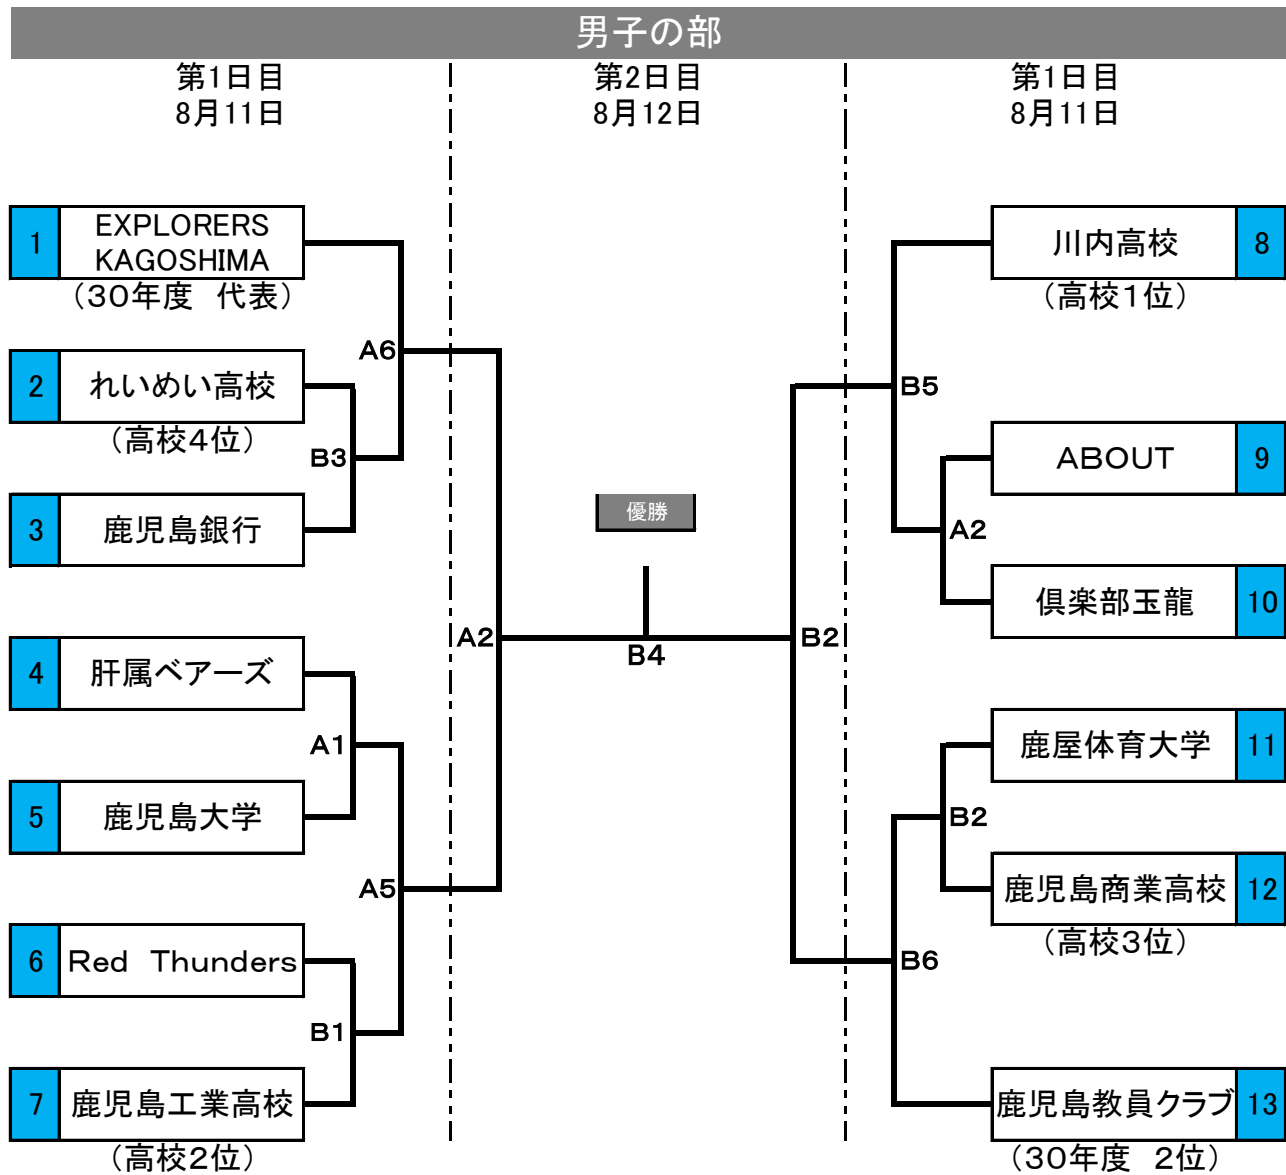 男子の部
第1日目
8月11日
第2日目
8月12日
第1日目
8月11日
1
EXPLORERS
KAGOSHIMA
（30年度　代表）
A6
2
れいめい高校
（高校4位）
B3
3
鹿児島銀行
A2
4
肝属ベアーズ
A1
5
鹿児島大学
A5
6
Red　Thunders
B1
7
鹿児島工業高校
（高校2位）
優勝
B4
川内高校
8
（高校1位）
B5
ABOUT
9
A2
倶楽部玉龍
10
B2
鹿屋体育大学
11
B2
鹿児島商業高校
12
（高校3位）
B6
鹿児島教員クラブ
13
（30年度　2位）